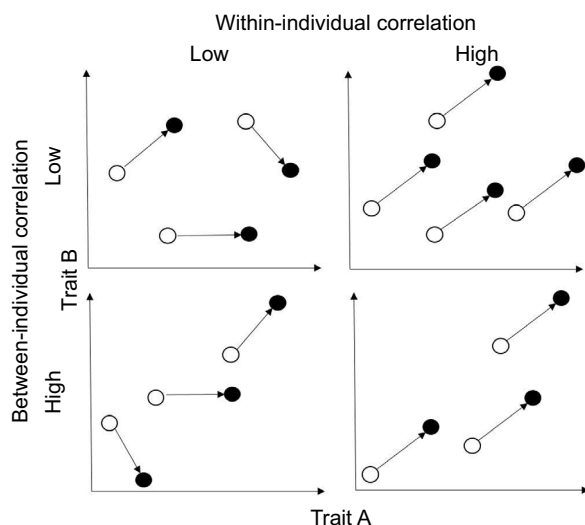 Within-individual correlation
Low
High
Between-individual correlation
Low
High
Trait B
Trait A